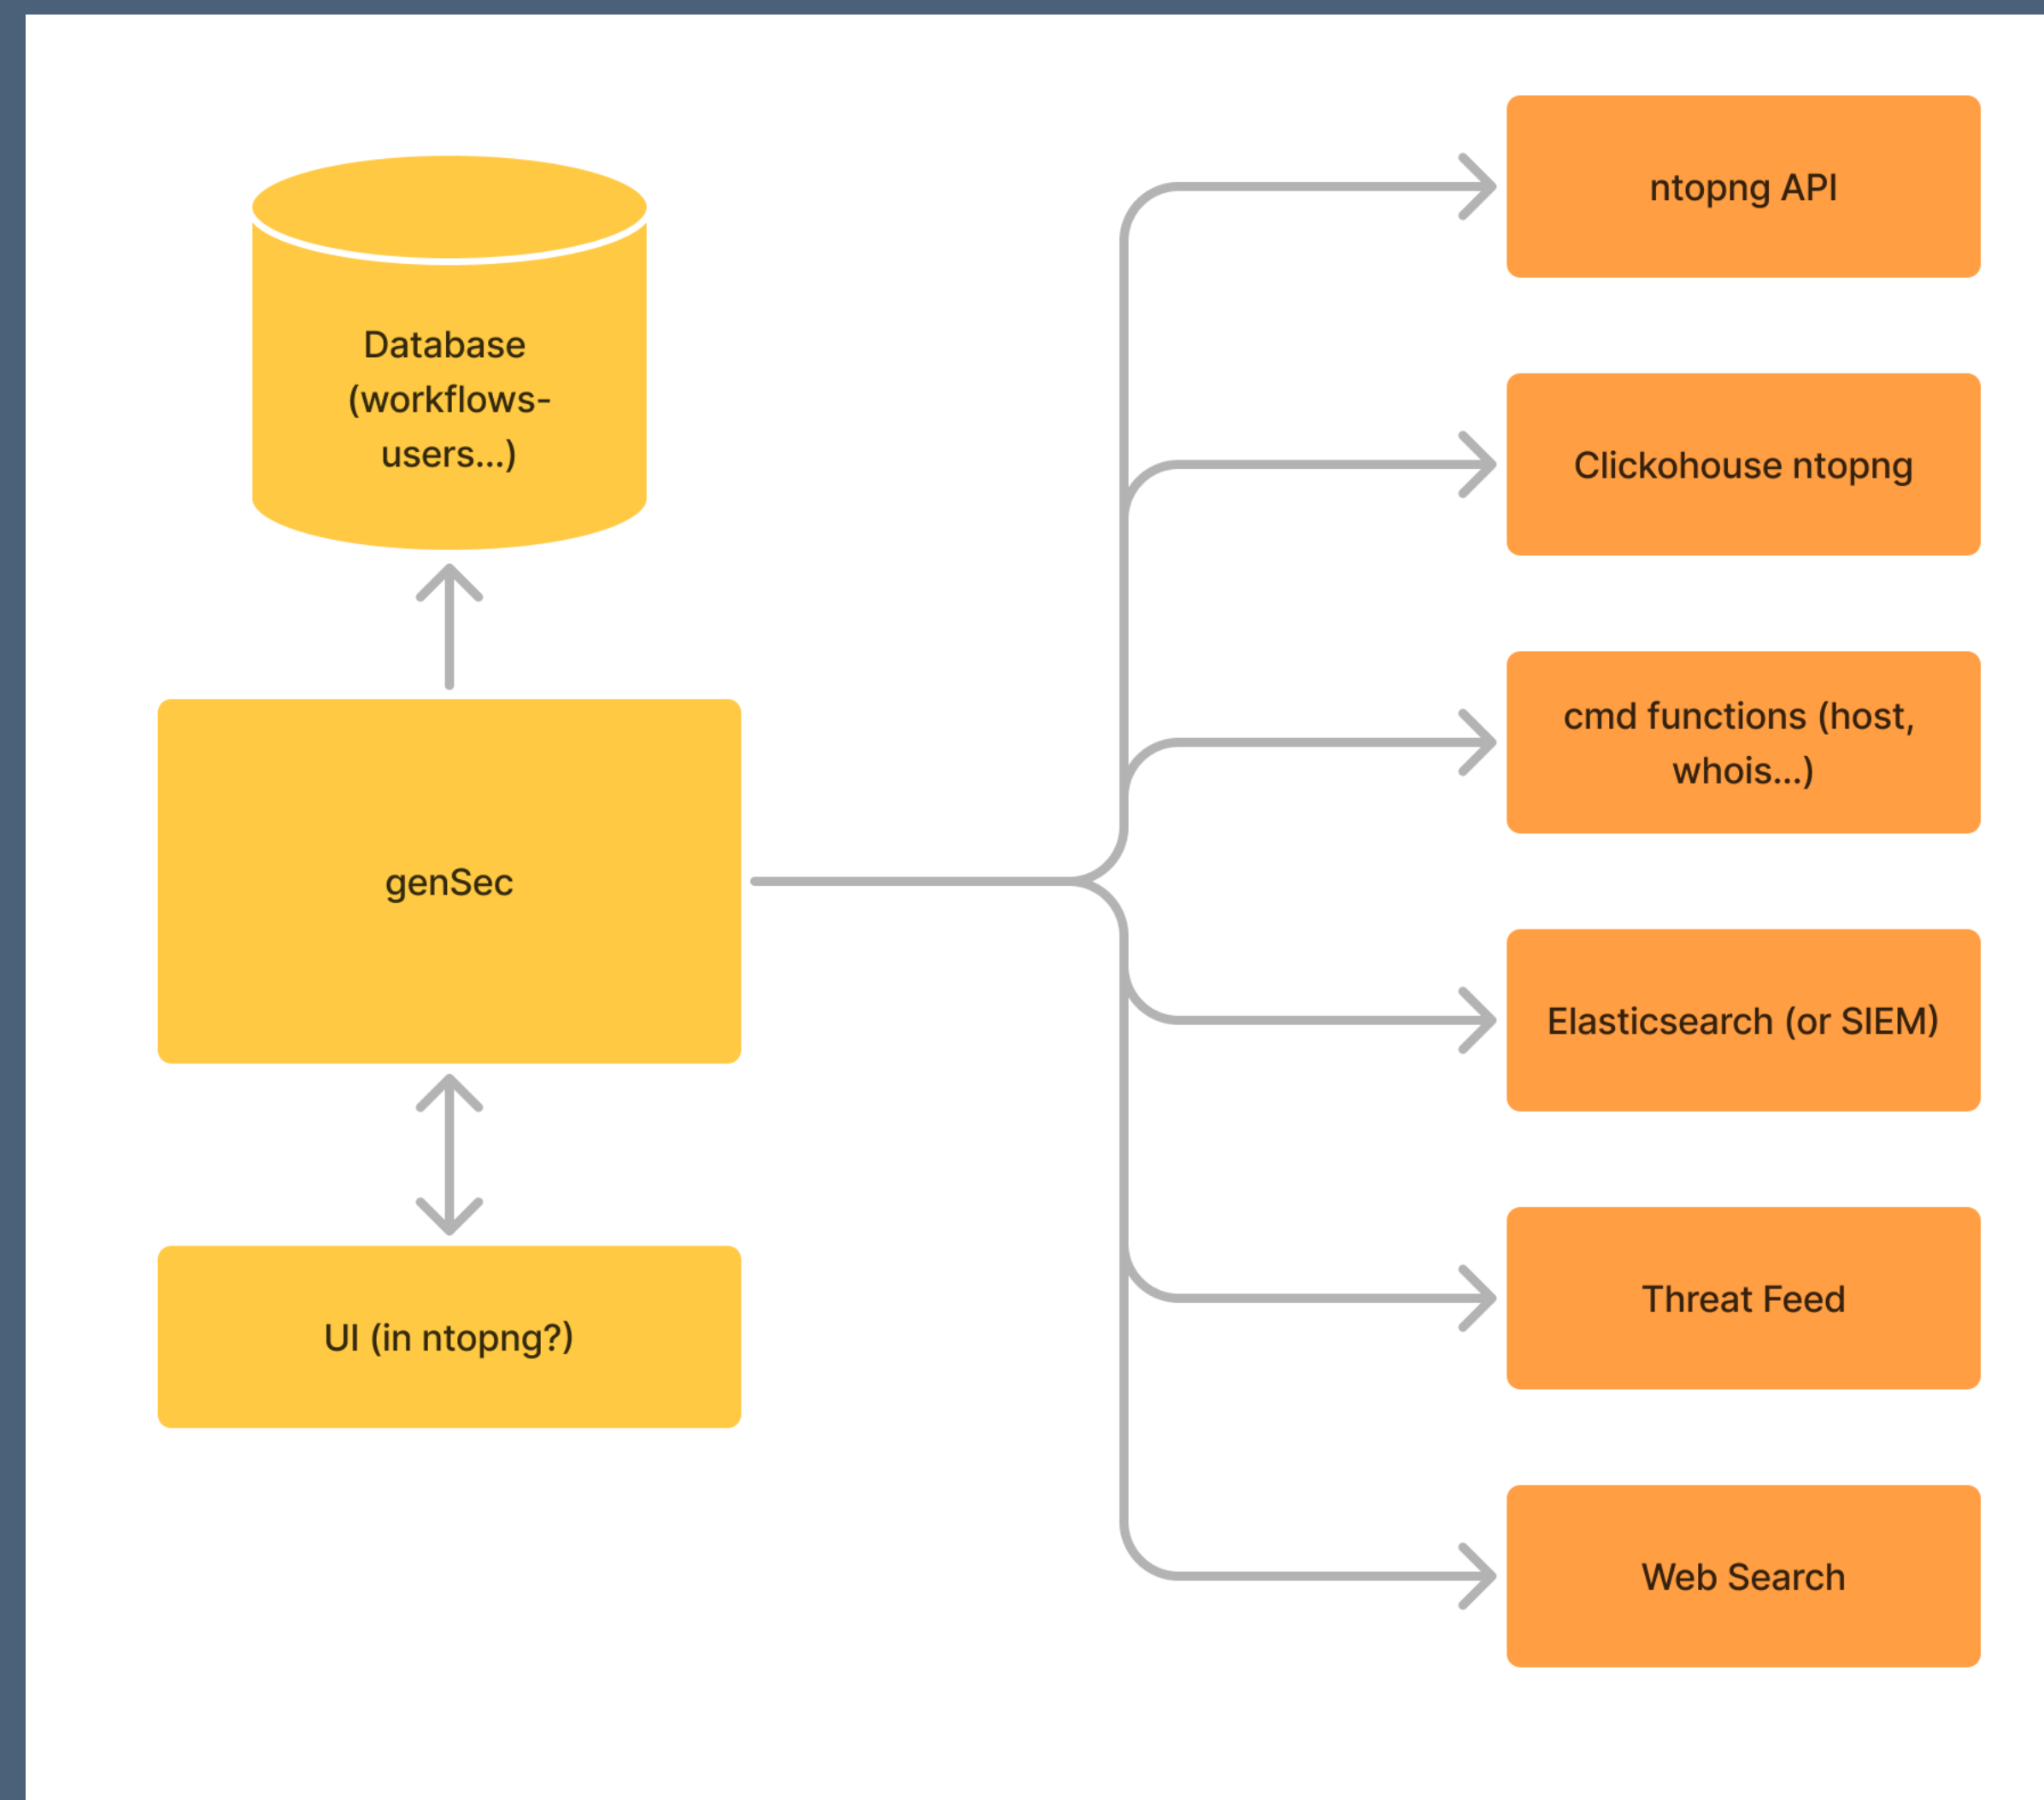 Database
(workflows-
users...)
genSec
UI (in ntopng?)
ntopng API
Clickohouse ntopng
cmd functions (host,
whois...)
Elasticsearch (or SIEM)
Threat Feed
Web Search